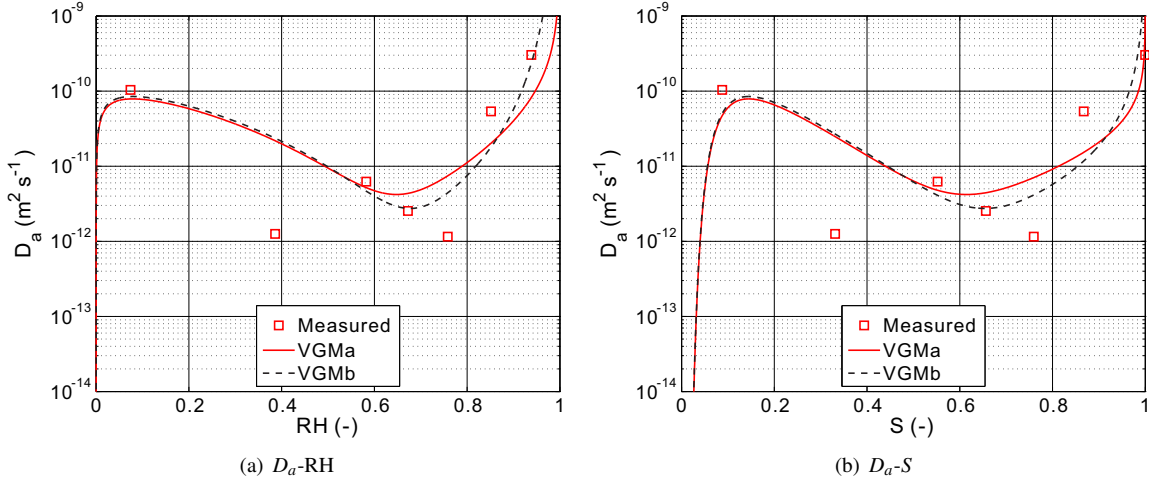 10^-9
10^-10
10^-11
10^-12
10^-13
10^-14
D_a (m^2 s^-1)
Measured
VGMa
VGMb
0 0.2 0.4 0.6 0.8 1
RH (-)
(a) D_a-RH
10^-9
10^-10
10^-11
10^-12
10^-13
10^-14
D_a (m^2 s^-1)
Measured
VGMa
VGMb
0 0.2 0.4 0.6 0.8 1
S (-)
(b) D_a-S